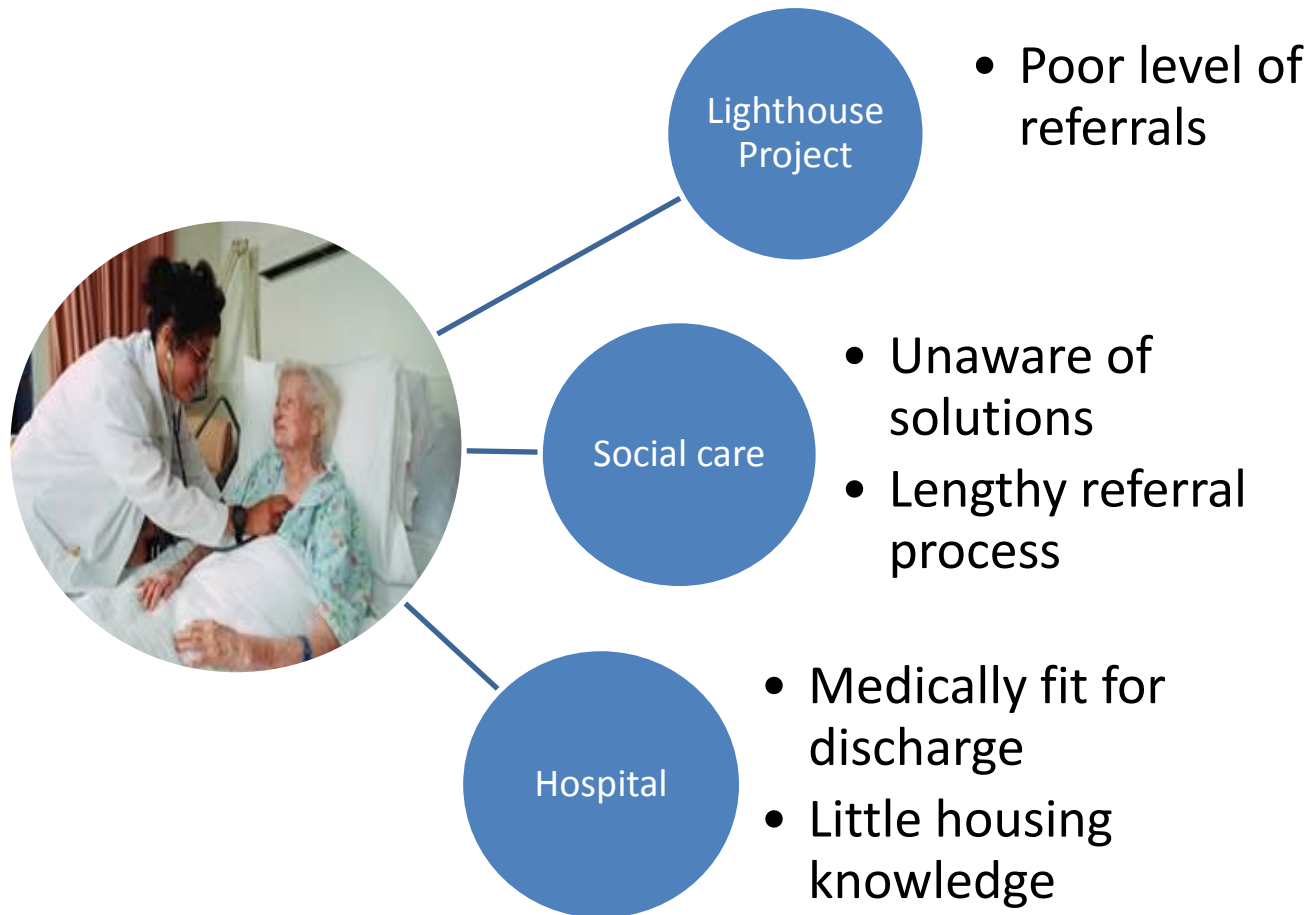 Lighthouse
Project
• Poor level of
referrals
Social care
• Unaware of
solutions
• Lengthy referral
process
Hospital
• Medically fit for
discharge
• Little housing
knowledge